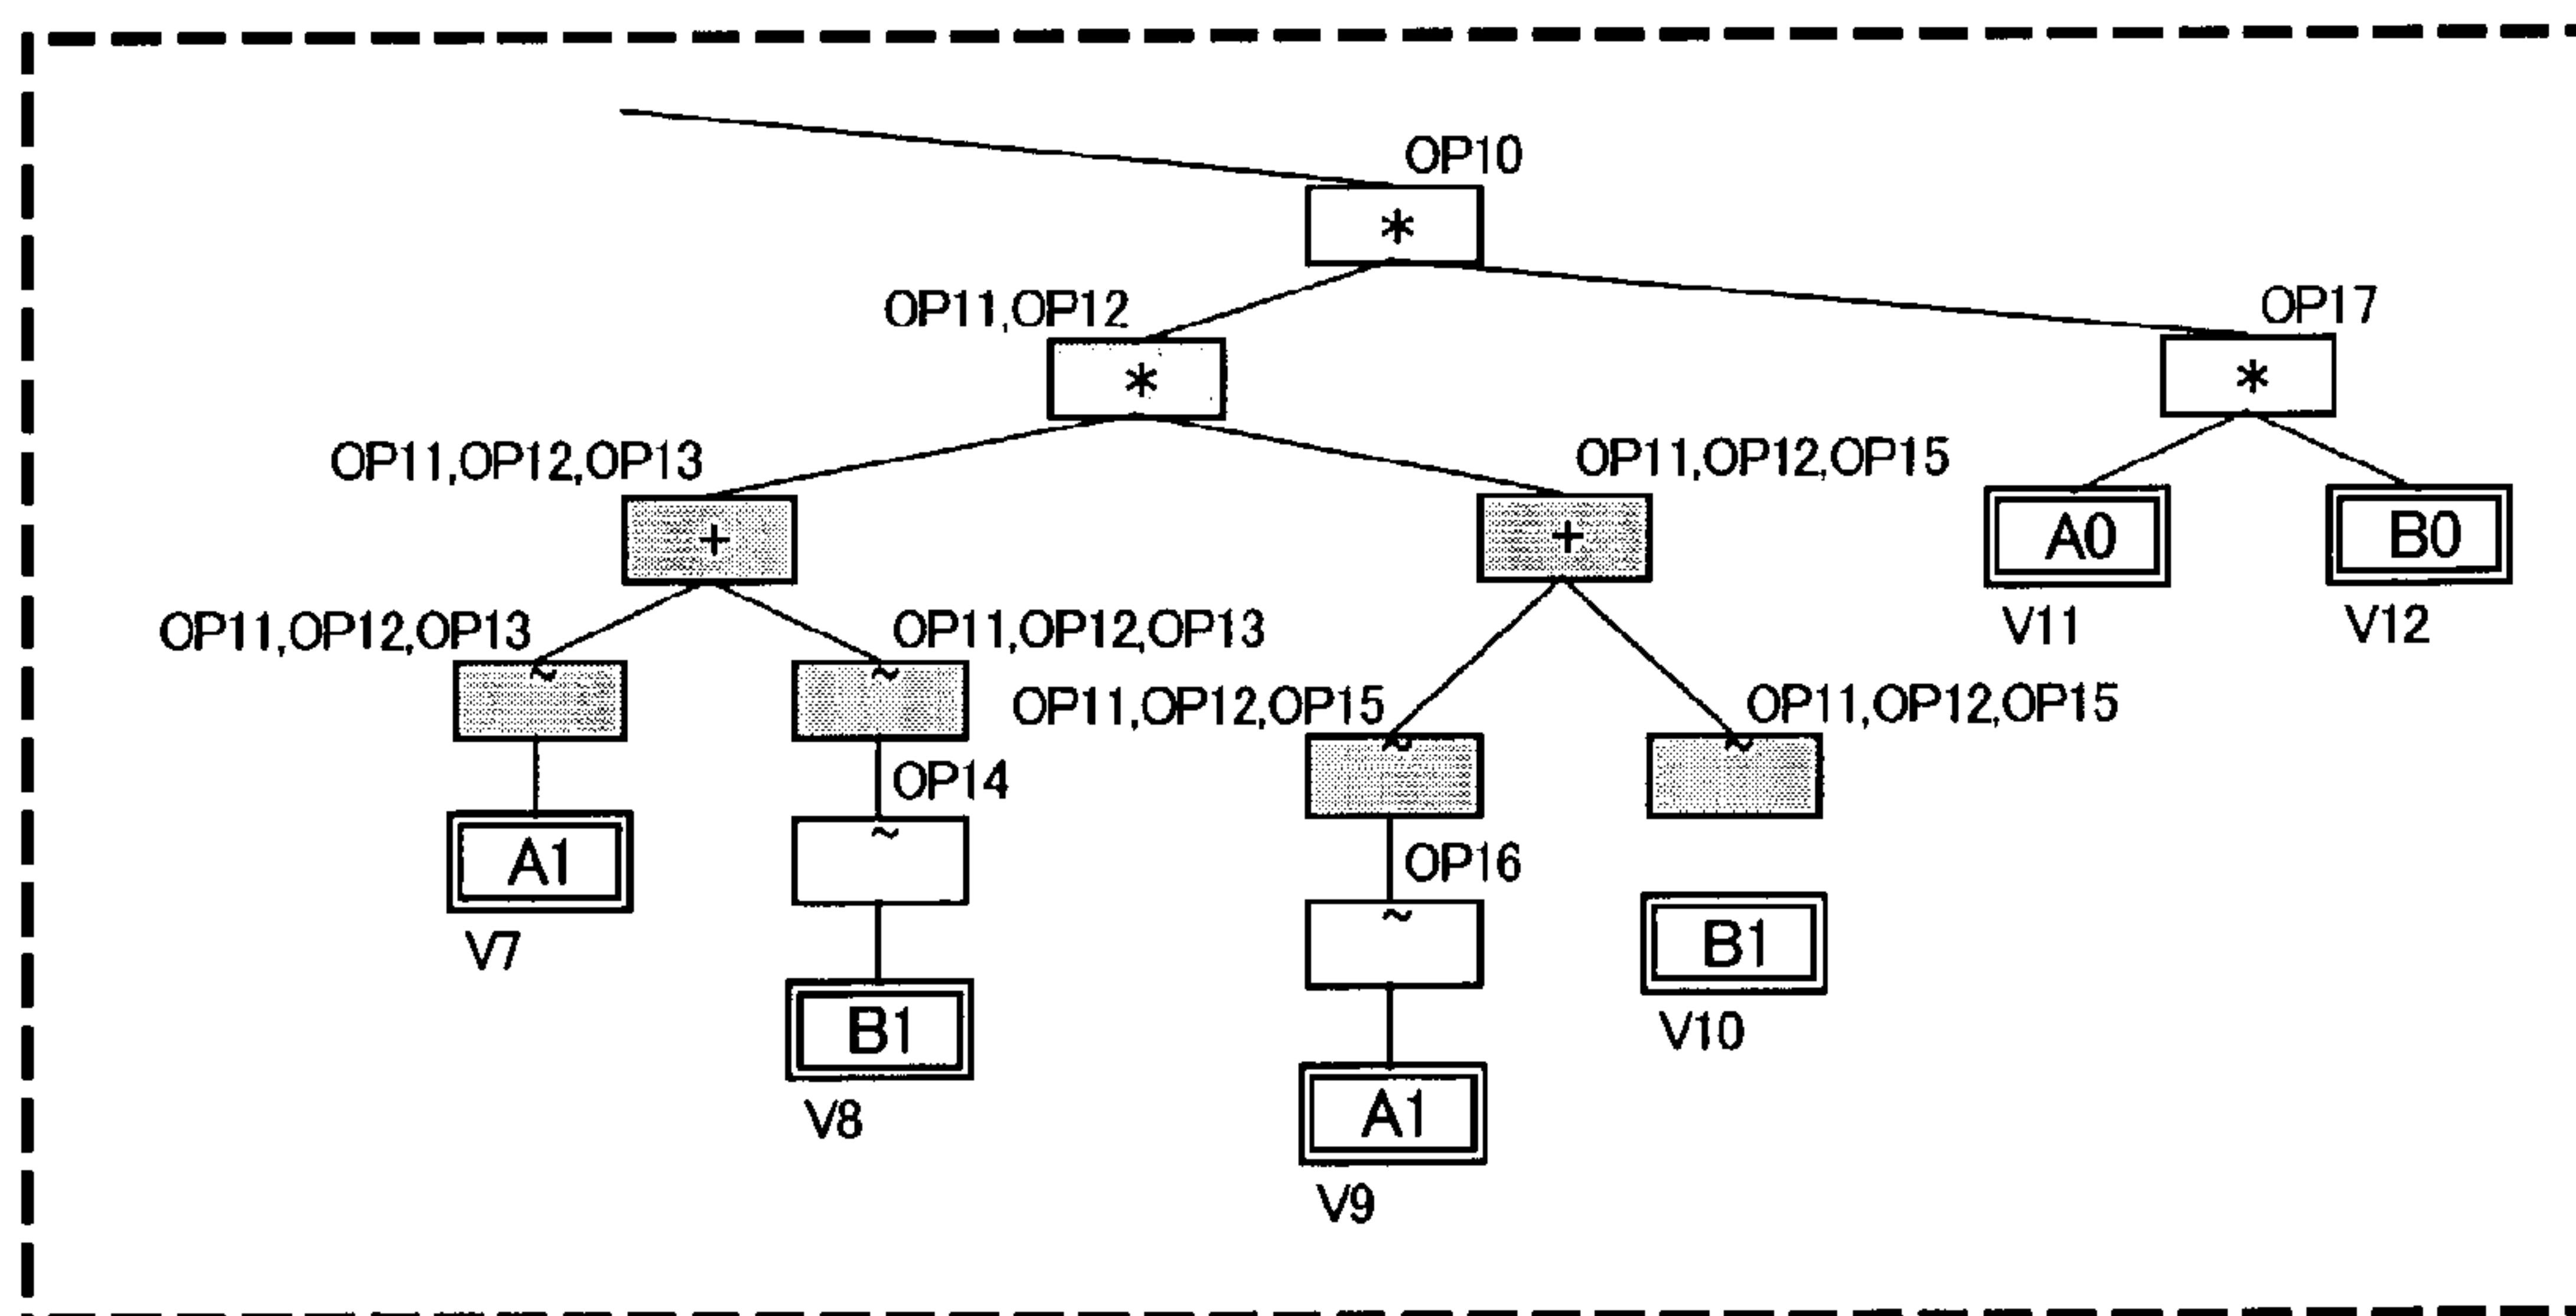 OP10
*
OP11,OP12
OP17
*
*
OP11,OP12,OP13
OP11,OP12,OP15
+
+
A0
B0
V11
V12
OP11,OP12,OP13
OP11,OP12,OP13
~
~
OP11,OP12,OP15
OP11,OP12,OP15
~
~
OP14
~
A1
OP16
~
V7
B1
V10
B1
V8
A1
V9